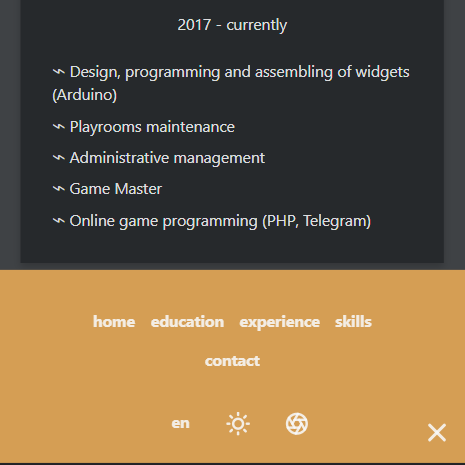 2017 - currently
⌁ Design, programming and assembling of widgets
(Arduino)
⌁ Playrooms maintenance
⌁ Administrative management
⌁ Game Master
⌁ Online game programming (PHP, Telegram)
home education experience skills
contact
en